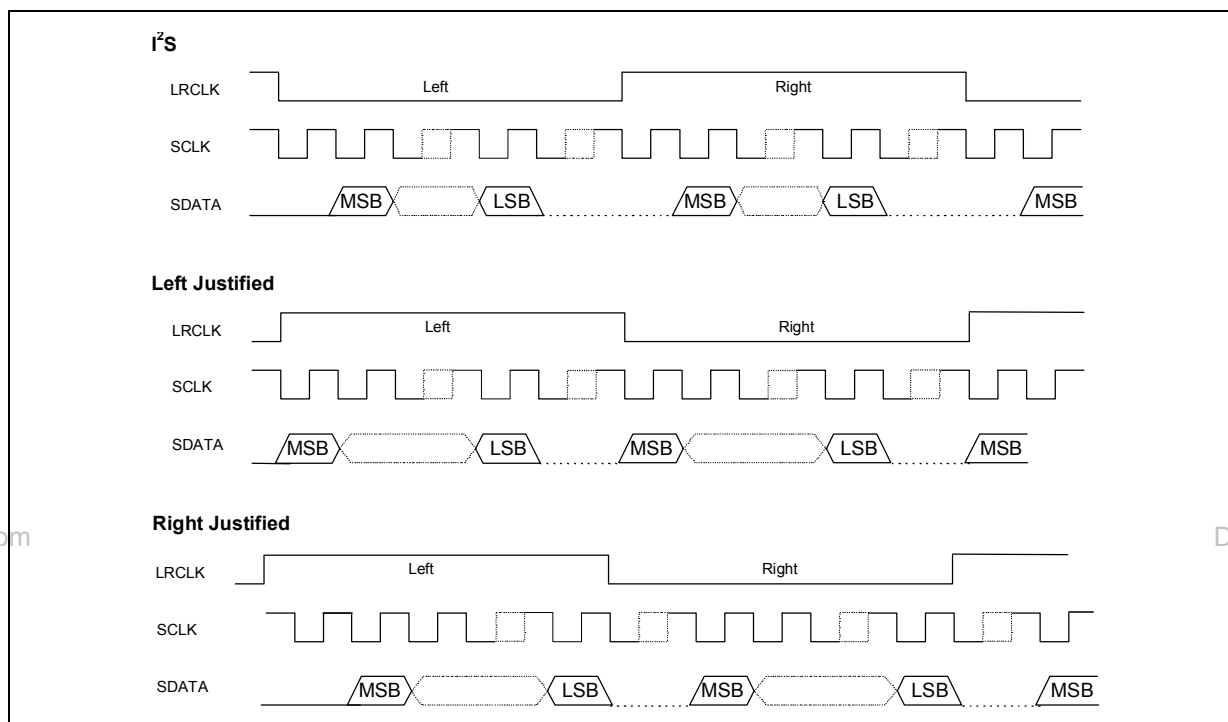 I²S
LRCLK Left Right
SCLK
SDATA MSB LSB MSB LSB MSB
Left Justified
LRCLK Left Right
SCLK
SDATA MSB LSB MSB LSB MSB
Right Justified
om D
LRCLK Left Right
SCLK
SDATA MSB LSB MSB LSB MSB